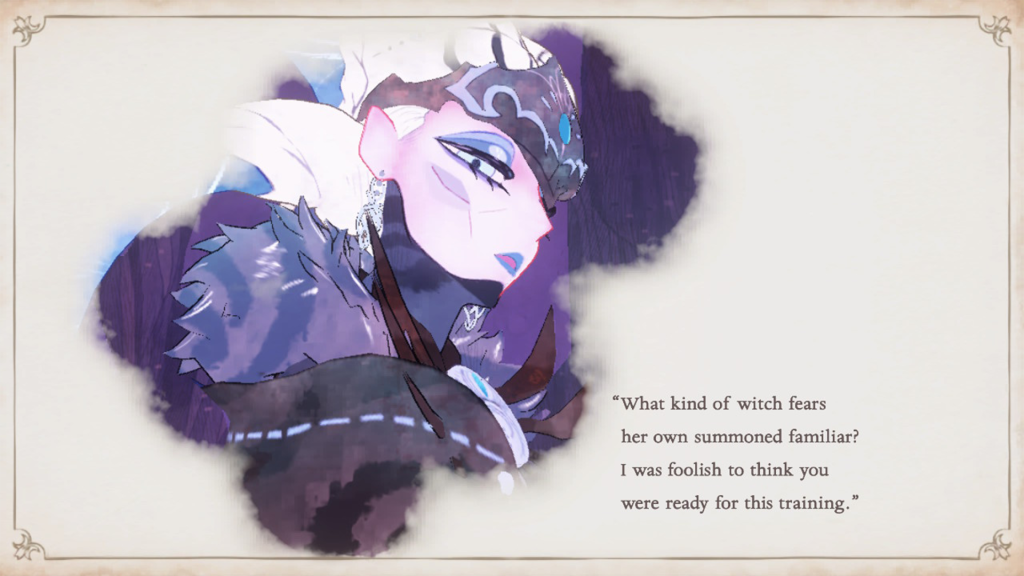 “What kind of witch fears
her own summoned familiar?
I was foolish to think you
were ready for this training.”